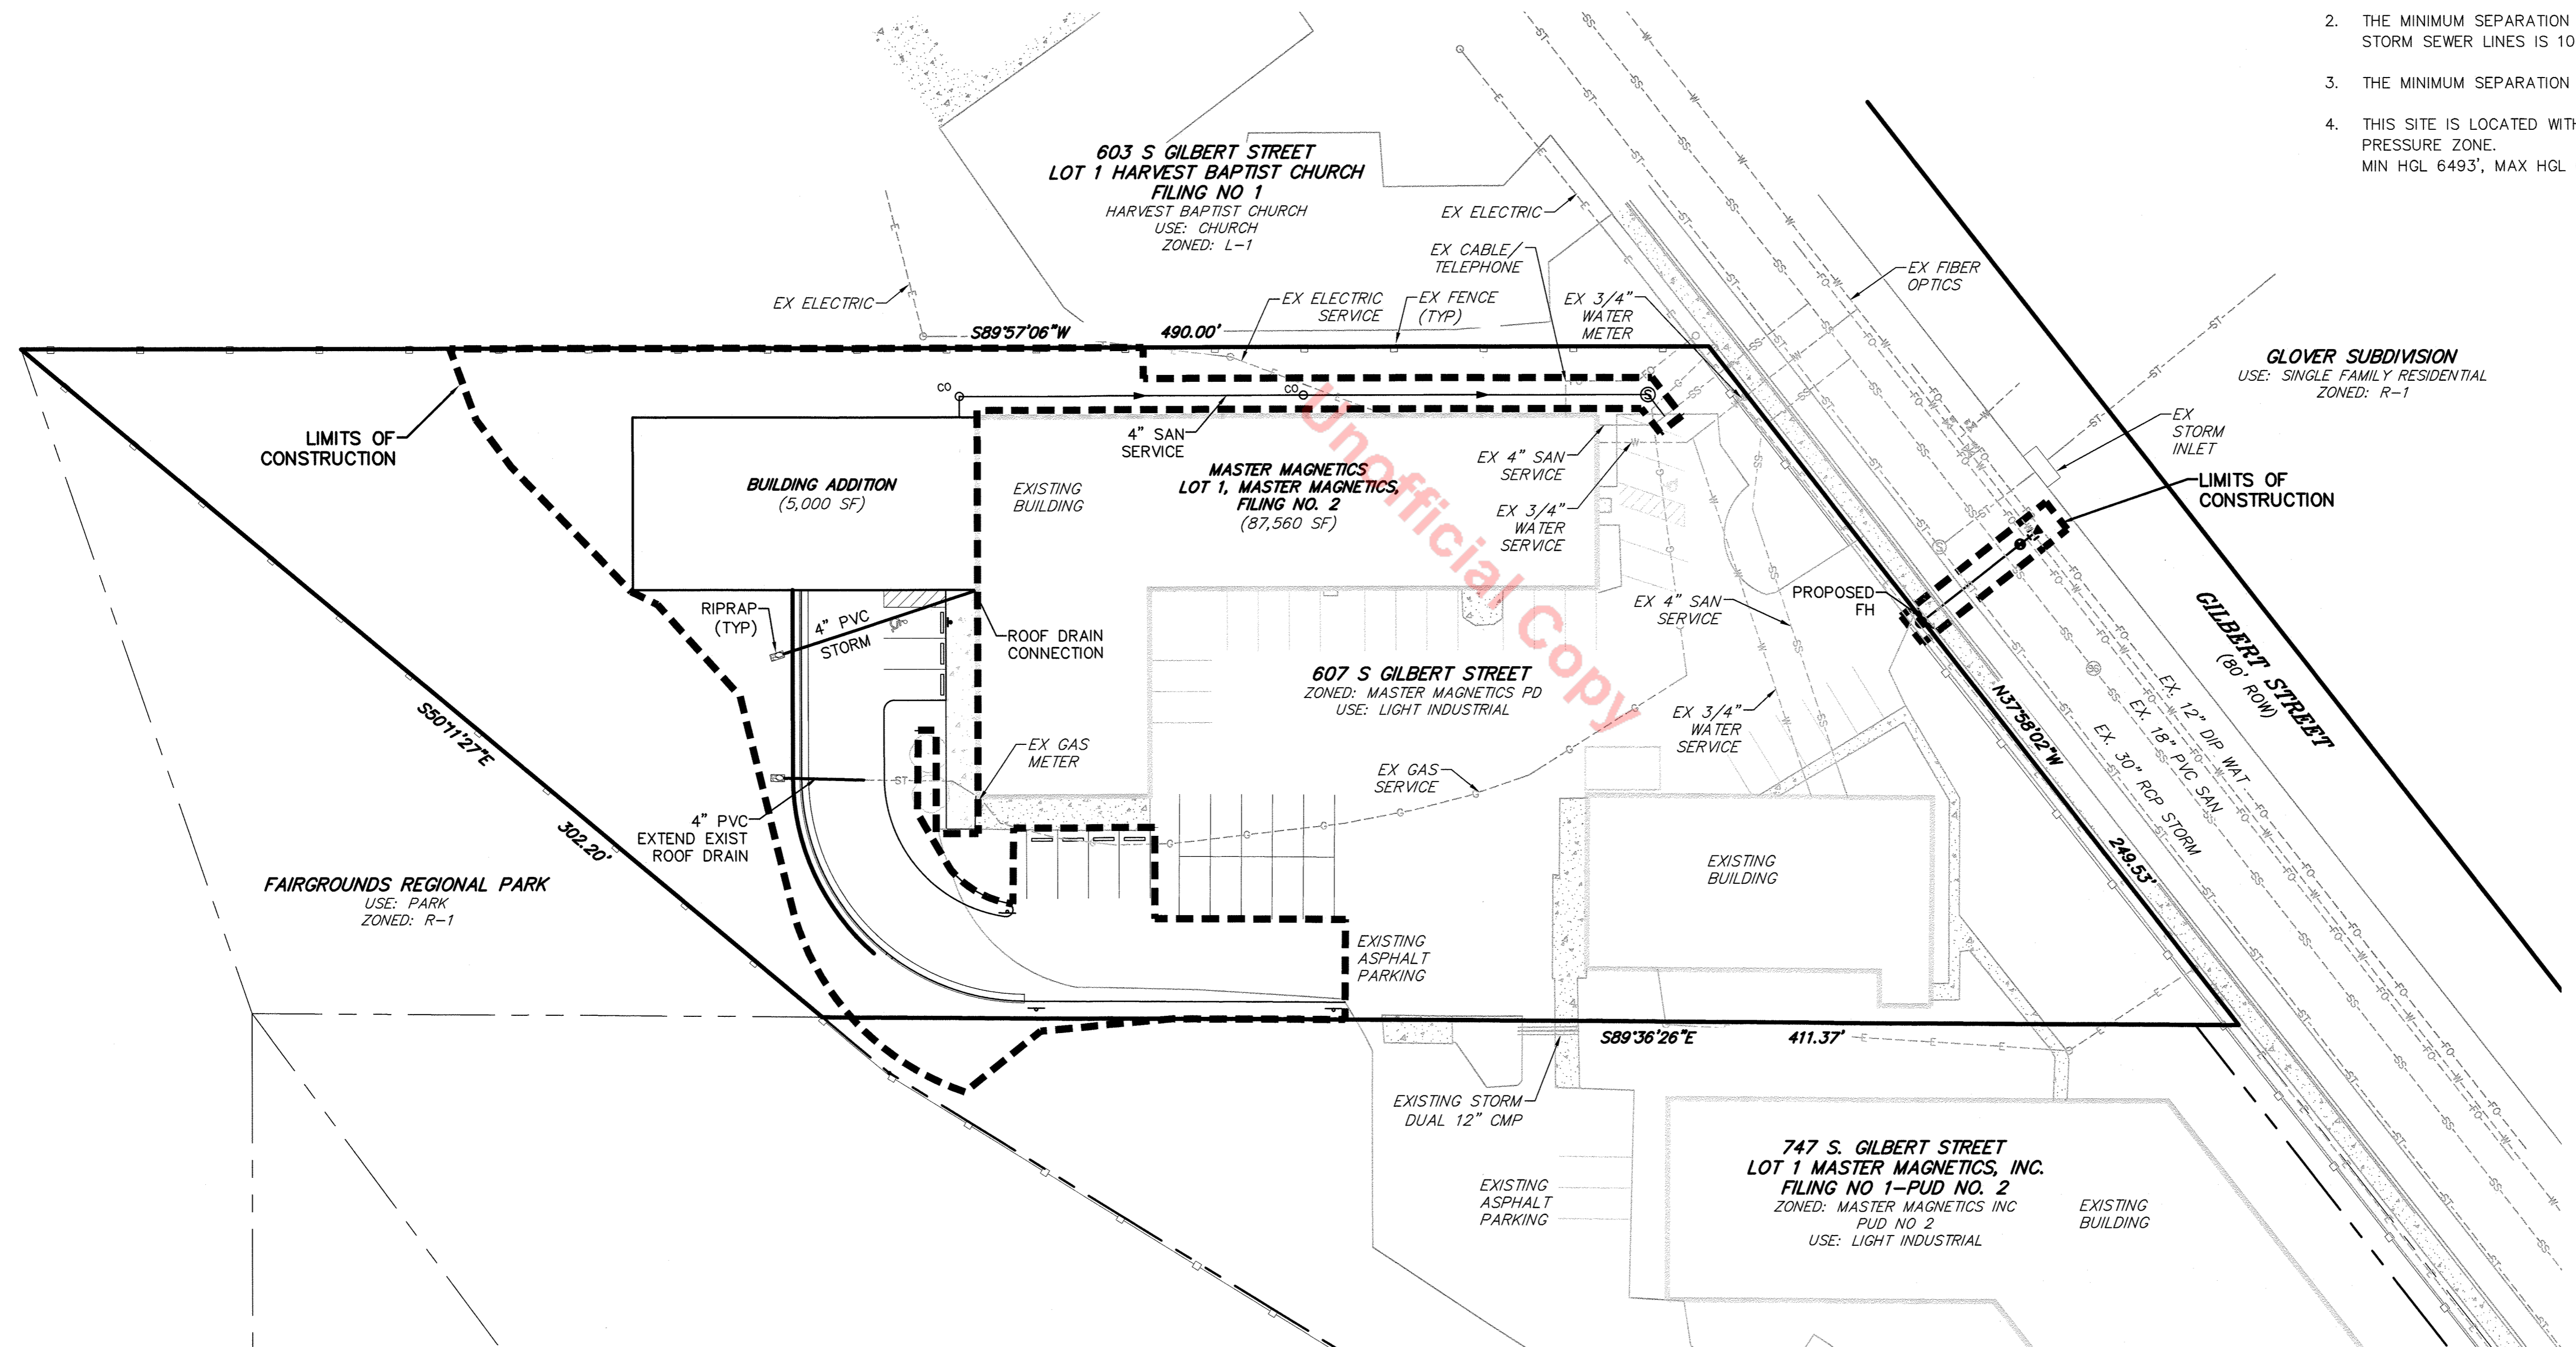 2. THE MINIMUM SEPARATION
STORM SEWER LINES IS 10
3. THE MINIMUM SEPARATION
4. THIS SITE IS LOCATED WITH
PRESSURE ZONE.
MIN HGL 6493', MAX HGL
603 S GILBERT STREET
LOT 1 HARVEST BAPTIST CHURCH
FILING NO 1
HARVEST BAPTIST CHURCH
USE: CHURCH
ZONED: L-1
EX ELECTRIC
EX CABLE/
TELEPHONE
EX FIBER
OPTICS
EX ELECTRIC
EX ELECTRIC
SERVICE
EX FENCE
(TYP)
EX 3/4"
WATER
METER
S89°57'06"W 490.00'
GLOVER SUBDIVISION
USE: SINGLE FAMILY RESIDENTIAL
ZONED: R-1
EX
STORM
INLET
LIMITS OF
CONSTRUCTION
LIMITS OF
CONSTRUCTION
CO
CO
S
4" SAN
SERVICE
EX 4" SAN
SERVICE
EX 3/4"
WATER
SERVICE
BUILDING ADDITION
(5,000 SF)
EXISTING
BUILDING
MASTER MAGNETICS
LOT 1, MASTER MAGNETICS,
FILING NO. 2
(87,560 SF)
Unofficial Copy
RIPRAP
(TYP)
4" PVC
STORM
ROOF DRAIN
CONNECTION
EX 4" SAN
SERVICE
PROPOSED
FH
GILBERT STREET
(80' ROW)
607 S GILBERT STREET
ZONED: MASTER MAGNETICS PD
USE: LIGHT INDUSTRIAL
EX 3/4"
WATER
SERVICE
EX GAS
METER
EX GAS
SERVICE
N37°58'02"W
249.53'
EX. 12" DIP WAT
EX. 18" PVC SAN
EX. 30" RCP STORM
S50°11'27"E
302.20'
4" PVC
EXTEND EXIST
ROOF DRAIN
FAIRGROUNDS REGIONAL PARK
USE: PARK
ZONED: R-1
EXISTING
BUILDING
EXISTING
ASPHALT
PARKING
S89°36'26"E 411.37'
EXISTING STORM
DUAL 12" CMP
EXISTING
ASPHALT
PARKING
747 S. GILBERT STREET
LOT 1 MASTER MAGNETICS, INC.
FILING NO 1-PUD NO. 2
ZONED: MASTER MAGNETICS INC
PUD NO 2
USE: LIGHT INDUSTRIAL
EXISTING
BUILDING